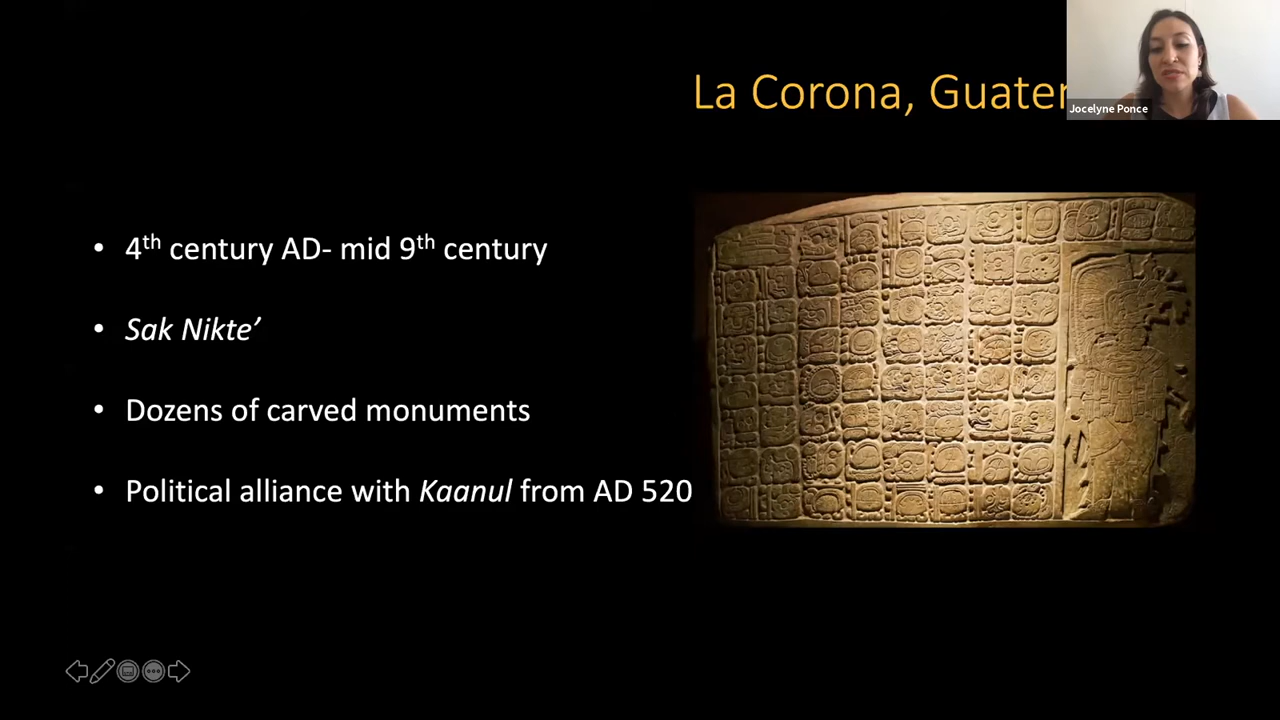 La Corona, Guatem
Jocelyne Ponce
• 4th century AD- mid 9th century
• Sak Nikte’
• Dozens of carved monuments
• Political alliance with Kaanul from AD 520